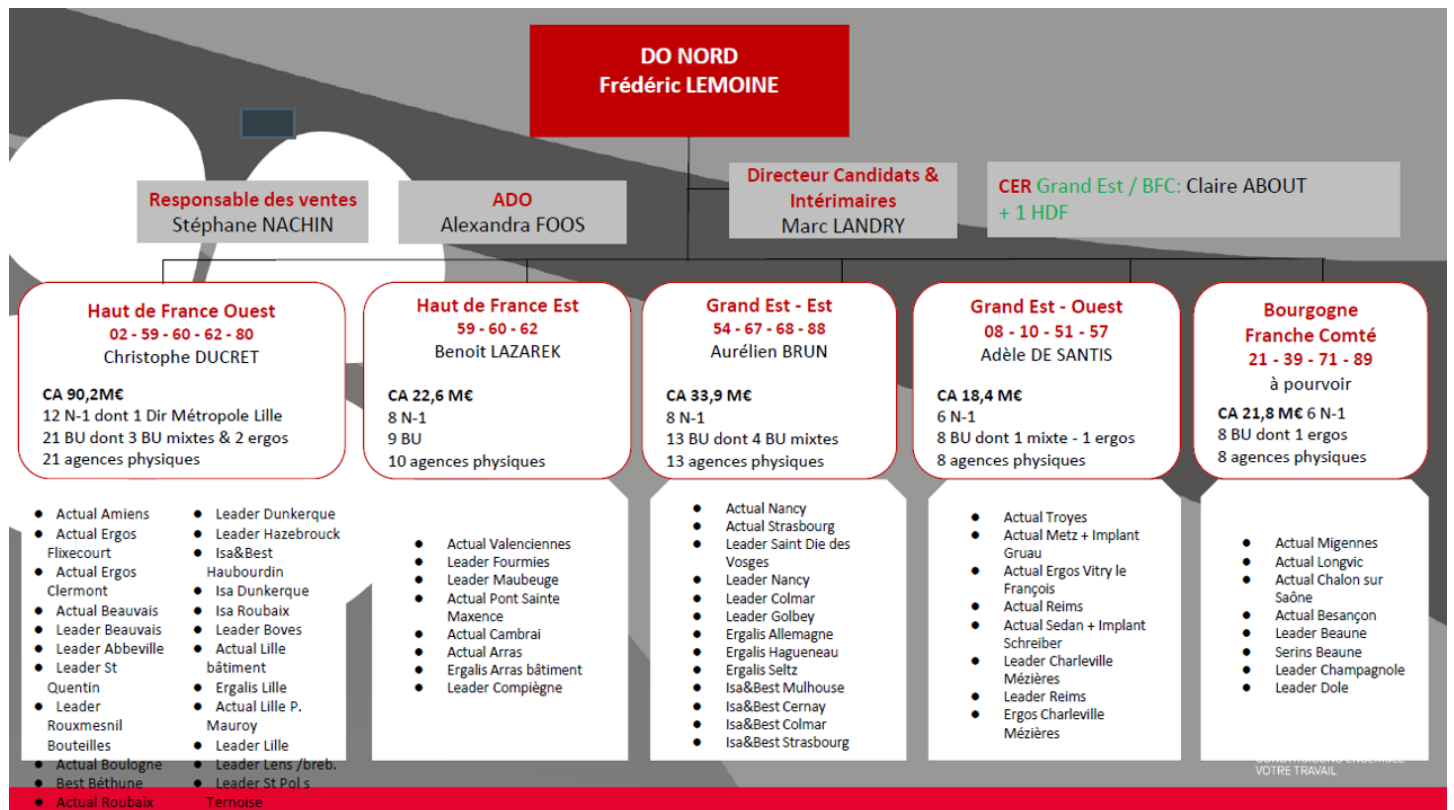 DO NORD
Frédéric LEMOINE
Responsable des ventes
Stéphane NACHIN
ADO
Alexandra FOOS
Directeur Candidats &
Intérimaires
Marc LANDRY
CER Grand Est / BFC: Claire ABOUT
+ 1 HDF
Haut de France Ouest
02 - 59 - 60 - 62 - 80
Christophe DUCRET
CA 90,2M€
12 N-1 dont 1 Dir Métropole Lille
21 BU dont 3 BU mixtes & 2 ergos
21 agences physiques
Haut de France Est
59 - 60 - 62
Benoit LAZAREK
CA 22,6 M€
8 N-1
9 BU
10 agences physiques
Grand Est - Est
54 - 67 - 68 - 88
Aurélien BRUN
CA 33,9 M€
8 N-1
13 BU dont 4 BU mixtes
13 agences physiques
Grand Est - Ouest
08 - 10 - 51 - 57
Adèle DE SANTIS
CA 18,4 M€
6 N-1
8 BU dont 1 mixte - 1 ergos
8 agences physiques
Bourgogne
Franche Comté
21 - 39 - 71 - 89
à pourvoir
CA 21,8 M€ 6 N-1
8 BU dont 1 ergos
8 agences physiques
● Actual Amiens
● Actual Ergos
Flixecourt
● Actual Ergos
Clermont
● Actual Beauvais
● Leader Beauvais
● Leader Abbeville
● Leader St
Quentin
● Leader
Rouxmesnil
Bouteilles
● Actual Boulogne
● Best Béthune
● Actual Roubaix
● Leader Dunkerque
● Leader Hazebrouck
● Isa&Best
Haubourdin
● Isa Dunkerque
● Isa Roubaix
● Leader Boves
● Actual Lille
bâtiment
● Ergalis Lille
● Actual Lille P.
Mauroy
● Leader Lille
● Leader Lens /breb.
● Leader St Pol s
Ternoise
● Actual Valenciennes
● Leader Fourmies
● Leader Maubeuge
● Actual Pont Sainte
Maxence
● Actual Cambrai
● Actual Arras
● Ergalis Arras bâtiment
● Leader Compiègne
● Actual Nancy
● Actual Strasbourg
● Leader Saint Die des
Vosges
● Leader Nancy
● Leader Colmar
● Leader Golbey
● Ergalis Allemagne
● Ergalis Hagueneau
● Ergalis Seltz
● Isa&Best Mulhouse
● Isa&Best Cernay
● Isa&Best Colmar
● Isa&Best Strasbourg
● Actual Troyes
● Actual Metz + Implant
Gruau
● Actual Ergos Vitry le
François
● Actual Reims
● Actual Sedan + Implant
Schreiber
● Leader Charleville
Mézières
● Leader Reims
● Ergos Charleville
Mézières
● Actual Migennes
● Actual Longvic
● Actual Chalon sur
Saône
● Actual Besançon
● Leader Beaune
● Serins Beaune
● Leader Champagnole
● Leader Dole
VOTRE TRAVAIL